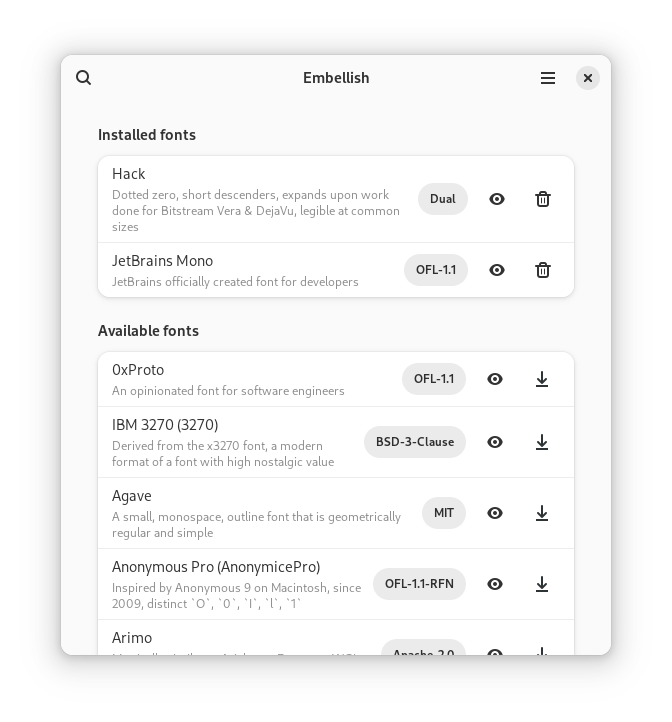 Embellish
Installed fonts
Hack
Dotted zero, short descenders, expands upon work
done for Bitstream Vera & DejaVu, legible at common
sizes
Dual
JetBrains Mono
JetBrains officially created font for developers
OFL-1.1
Available fonts
0xProto
An opinionated font for software engineers
OFL-1.1
IBM 3270 (3270)
Derived from the x3270 font, a modern
format of a font with high nostalgic value
BSD-3-Clause
Agave
A small, monospace, outline font that is geometrically
regular and simple
MIT
Anonymous Pro (AnonymicePro)
Inspired by Anonymous 9 on Macintosh, since
2009, distinct `O`, `0`, `I`, `l`, `1`
OFL-1.1-RFN
Arimo
Apache-2.0